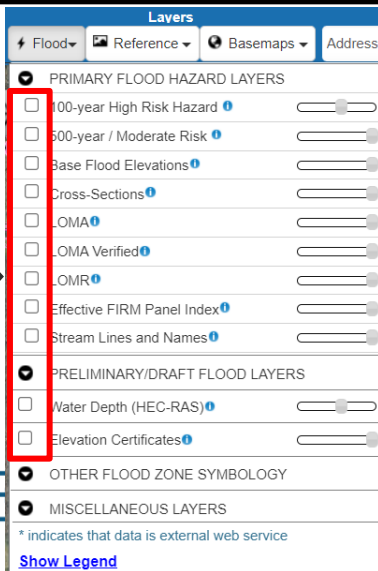 Layers
Flood Reference Basemaps Address
PRIMARY FLOOD HAZARD LAYERS
100-year High Risk Hazard
500-year / Moderate Risk
Base Flood Elevations
Cross-Sections
LOMA
LOMA Verified
LOMR
Effective FIRM Panel Index
Stream Lines and Names
PRELIMINARY/DRAFT FLOOD LAYERS
Water Depth (HEC-RAS)
Elevation Certificates
OTHER FLOOD ZONE SYMBOLOGY
MISCELLANEOUS LAYERS
* indicates that data is external web service
Show Legend